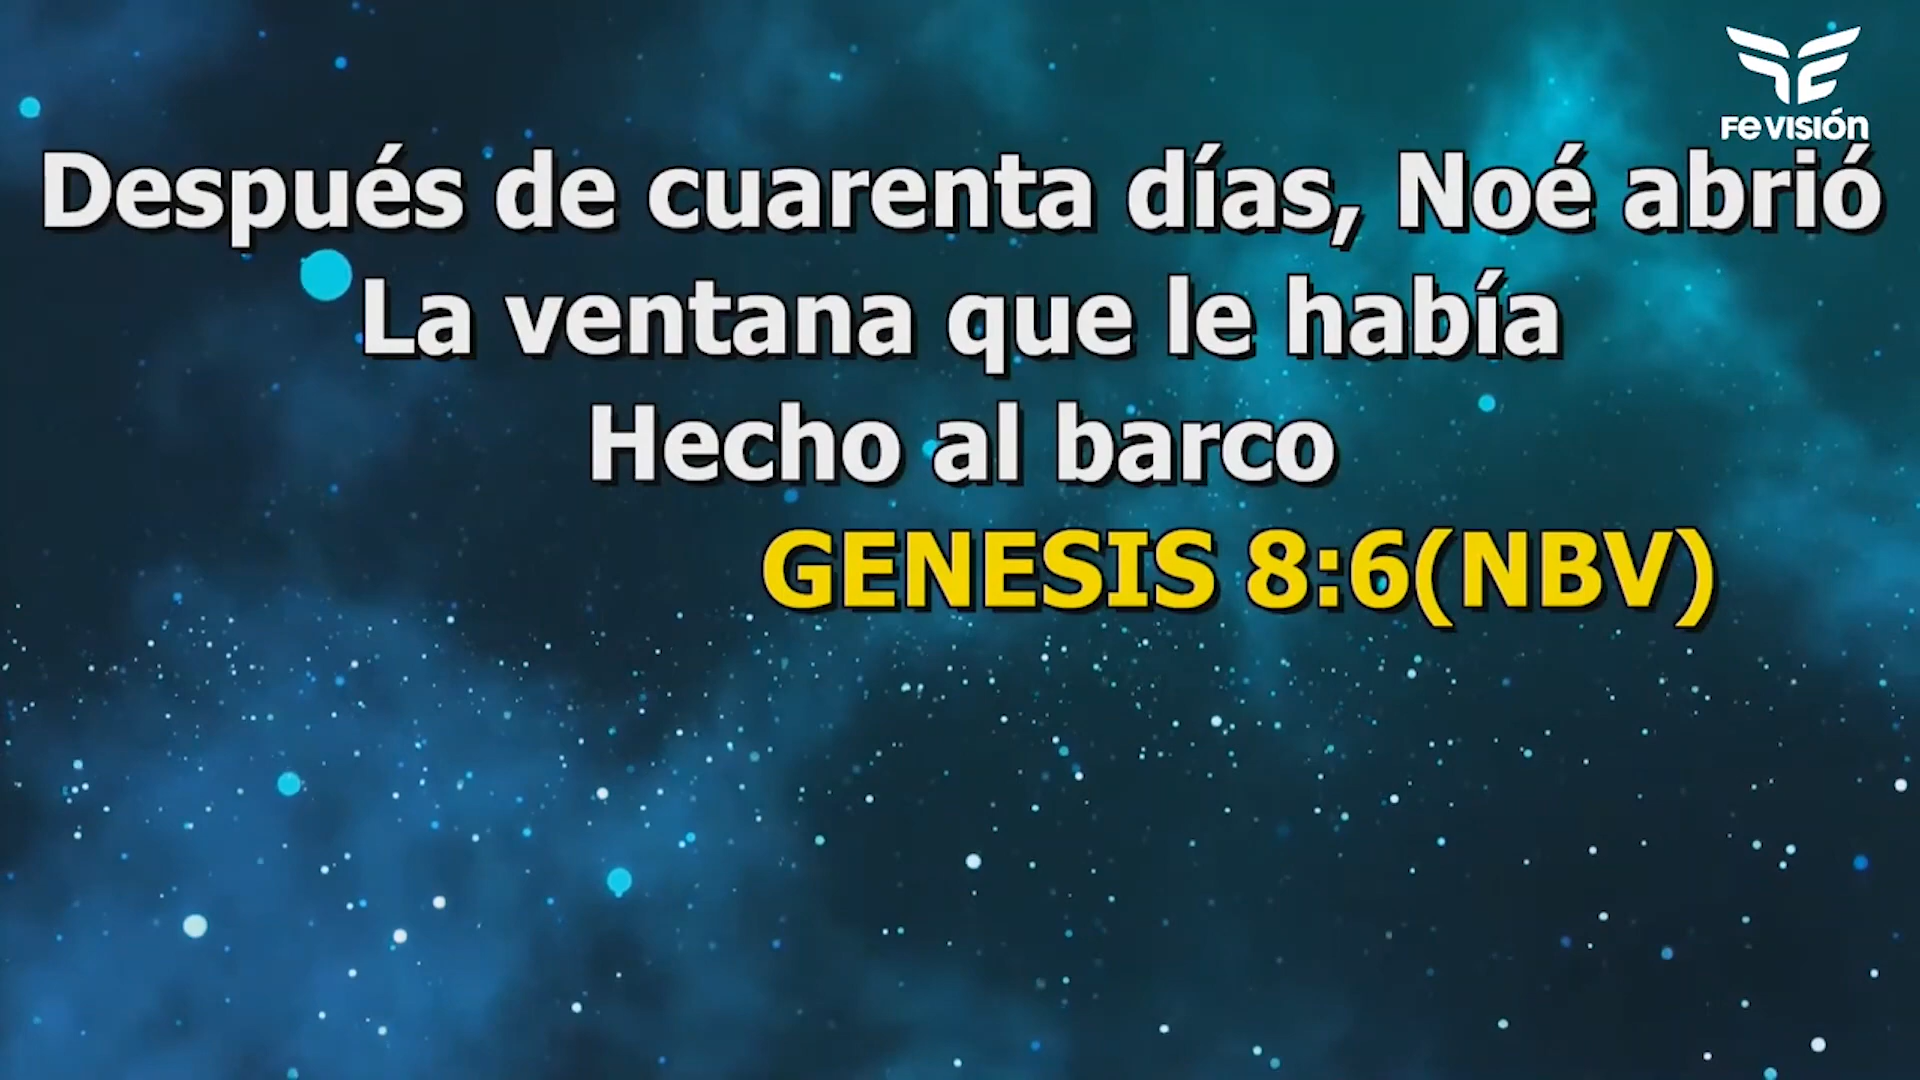 FE VISIÓN
Después de cuarenta días, Noé abrió
La ventana que le había
Hecho al barco
GENESIS 8:6(NBV)